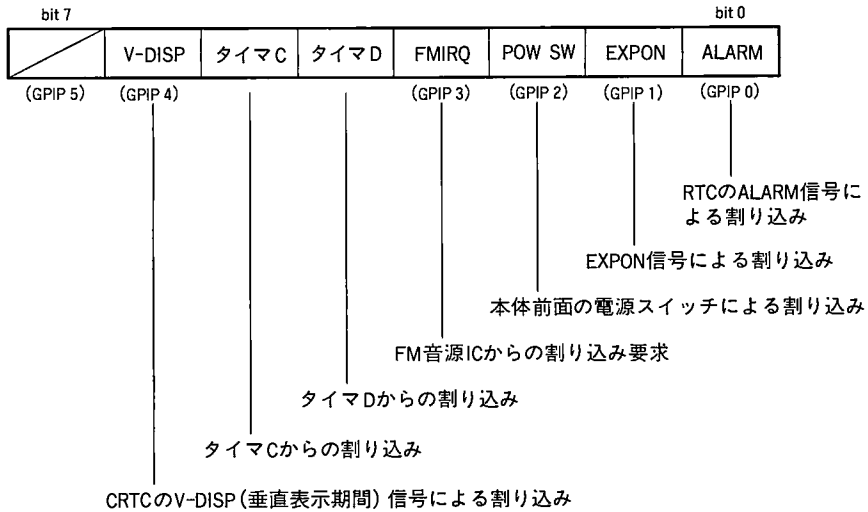 bit 7
bit 0
V-DISP タイマC タイマD FMIRQ POW SW EXPON ALARM
(GPIP 5) (GPIP 4) (GPIP 3) (GPIP 2) (GPIP 1) (GPIP 0)
RTCのALARM信号に
よる割り込み
EXPON信号による割り込み
本体前面の電源スイッチによる割り込み
FM音源ICからの割り込み要求
タイマDからの割り込み
タイマCからの割り込み
CRTCのV-DISP(垂直表示期間)信号による割り込み